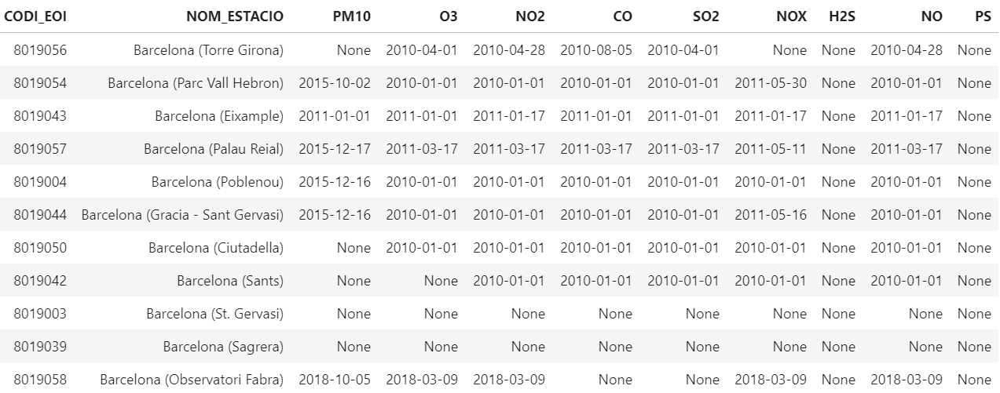 CODI_EOI NOM_ESTACIO PM10 O3 NO2 CO SO2 NOX H2S NO PS
8019056 Barcelona (Torre Girona) None 2010-04-01 2010-04-28 2010-08-05 2010-04-01 None None 2010-04-28 None
8019054 Barcelona (Parc Vall Hebron) 2015-10-02 2010-01-01 2010-01-01 2010-01-01 2010-01-01 2011-05-30 None 2010-01-01 None
8019043 Barcelona (Eixample) 2011-01-01 2011-01-01 2011-01-17 2011-01-01 2011-01-01 2011-01-17 None 2011-01-17 None
8019057 Barcelona (Palau Reial) 2015-12-17 2011-03-17 2011-03-17 2011-03-17 2011-03-17 2011-05-11 None 2011-03-17 None
8019004 Barcelona (Poblenou) 2015-12-16 2010-01-01 2010-01-01 2010-01-01 2010-01-01 2010-01-01 None 2010-01-01 None
8019044 Barcelona (Gracia - Sant Gervasi) 2015-12-16 2010-01-01 2010-01-01 2010-01-01 2010-01-01 2011-05-16 None 2010-01-01 None
8019050 Barcelona (Ciutadella) None 2010-01-01 2010-01-01 2010-01-01 2010-01-01 2010-01-01 None 2010-01-01 None
8019042 Barcelona (Sants) None None 2010-01-01 2010-01-01 2010-01-01 2010-01-01 None 2010-01-01 None
8019003 Barcelona (St. Gervasi) None None None None None None None None None
8019039 Barcelona (Sagrera) None None None None None None None None None
8019058 Barcelona (Observatori Fabra) 2018-10-05 2018-03-09 2018-03-09 None None 2018-03-09 None 2018-03-09 None